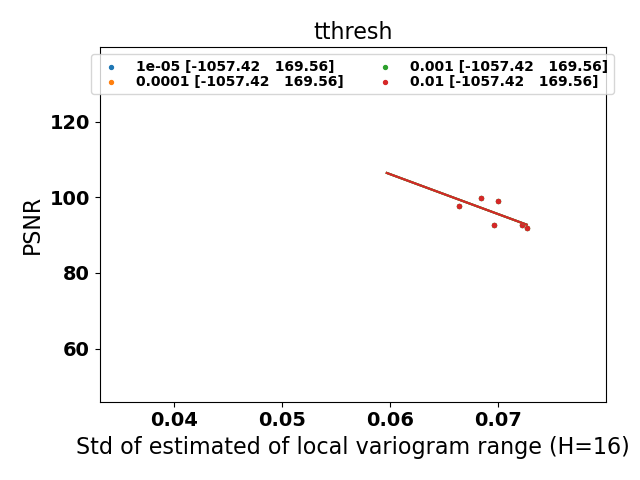 tthresh
1e-05 [-1057.42   169.56]
0.0001 [-1057.42   169.56]
0.001 [-1057.42   169.56]
0.01 [-1057.42   169.56]
PSNR
120
100
80
60
0.04 0.05 0.06 0.07
Std of estimated of local variogram range (H=16)